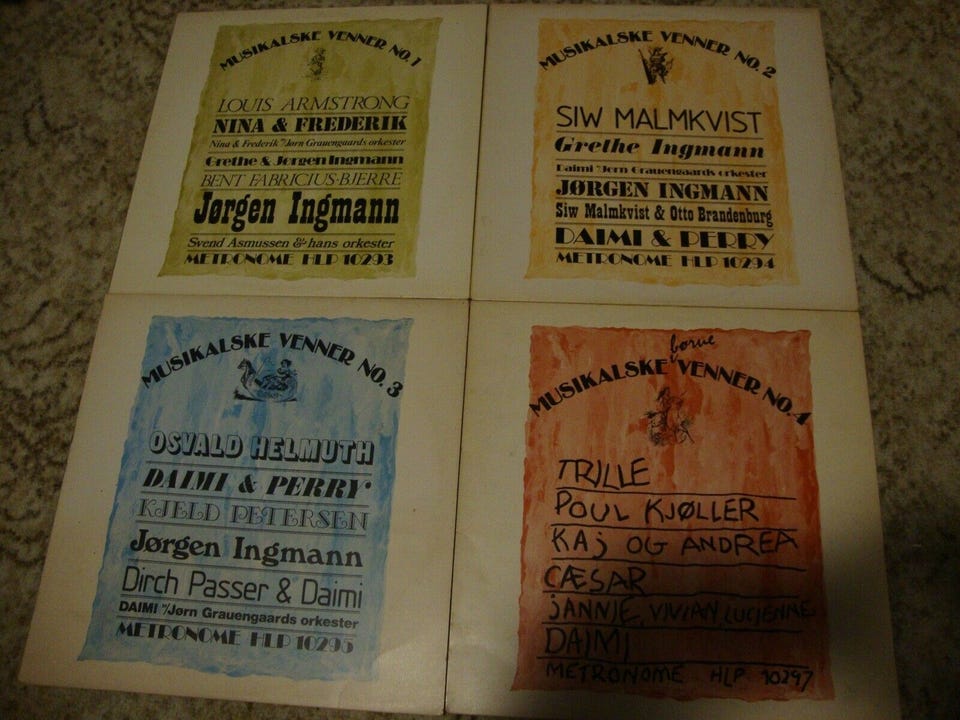 MUSIKALSKE VENNER NO.1
LOUIS ARMSTRONG
NINA & FREDERIK
Nina & Frederik m/Jørn Grauengaards orkester
Grethe & Jørgen Ingmann
BENT FABRICIUS-BJERRE
Jørgen Ingmann
Svend Asmussen & hans orkester
METRONOME HLP 10293
MUSIKALSKE VENNER NO. 2
SIW MALMKVIST
Grethe Ingmann
Daimi m/Jørn Grauengaards orkester
JØRGEN INGMANN
Siw Malmkvist & Otto Brandenburg
DAIMI & PERRY
METRONOME HLP 10294
MUSIKALSKE VENNER NO. 3
OSVALD HELMUTH
DAIMI & PERRY
KJELD PETERSEN
Jørgen Ingmann
Dirch Passer & Daimi
DAIMI m/Jørn Grauengaards orkester
METRONOME HLP 10295
børne
MUSIKALSKE VENNER NO.4
TRILLE
POUL KJØLLER
KAj OG ANDREA
CÆSAR
jANNIE, VIVIAN, LUCIENNE
DAIMI
METRONOME HLP 10297